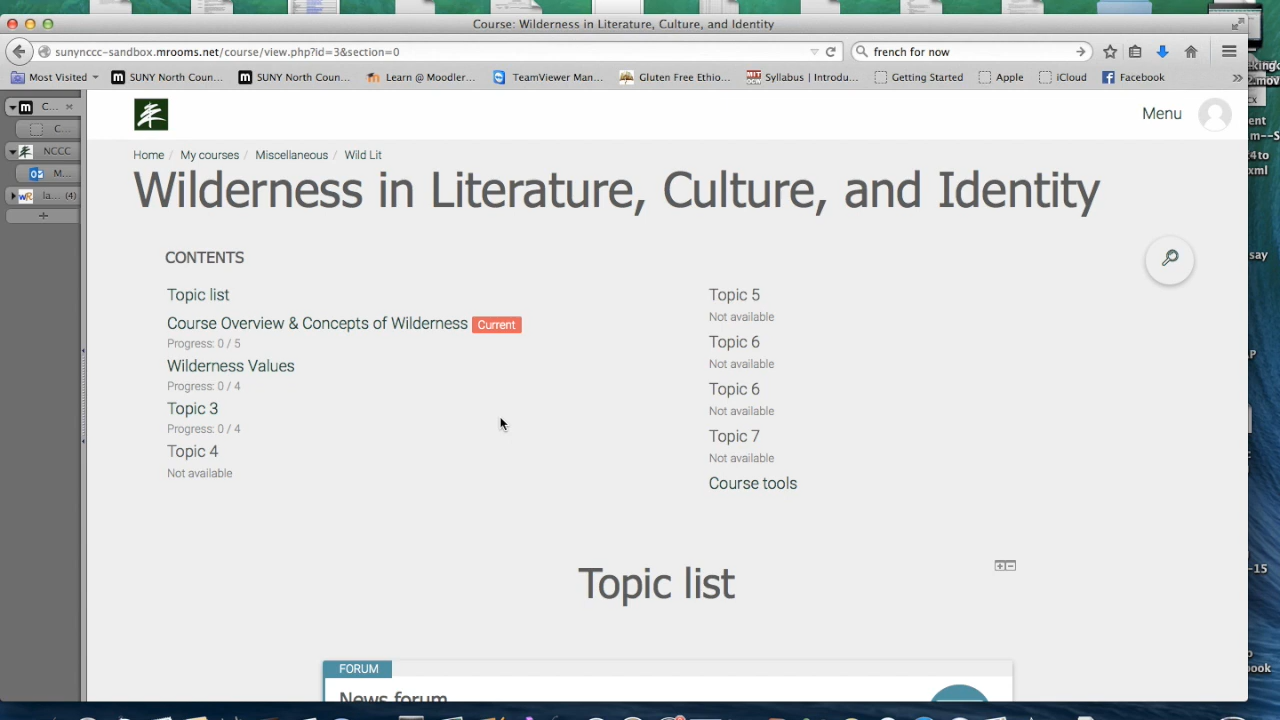 Course: Wilderness in Literature, Culture, and Identity
sunynccc-sandbox.mrooms.net/course/view.php?id=3&section=0
french for now
Most Visited
SUNY North Coun...
SUNY North Coun...
Learn @ Moodler...
TeamViewer Man...
Gluten Free Ethio...
Syllabus | Introdu...
Getting Started
Apple
iCloud
Facebook
C...
C...
NCCC
M...
la... (4)
Menu
Home / My courses / Miscellaneous / Wild Lit
Wilderness in Literature, Culture, and Identity
CONTENTS
Topic list
Course Overview & Concepts of Wilderness Current
Progress: 0 / 5
Wilderness Values
Progress: 0 / 4
Topic 3
Progress: 0 / 4
Topic 4
Not available
Topic 5
Not available
Topic 6
Not available
Topic 6
Not available
Topic 7
Not available
Course tools
Topic list
FORUM
News forum